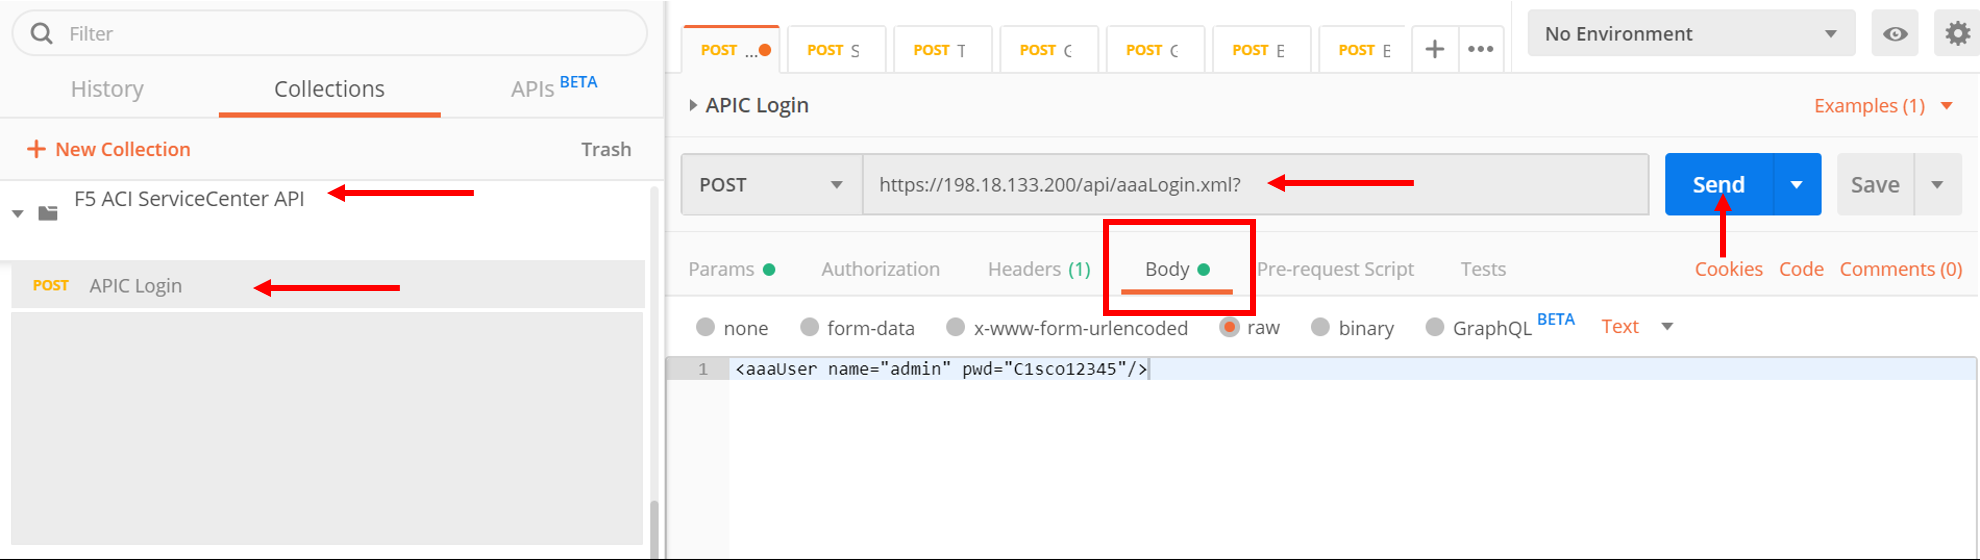 Filter
History Collections APIs BETA
+ New Collection Trash
F5 ACI ServiceCenter API
POST APIC Login
POST ... POST S POST T POST C POST C POST E POST E + •••
No Environment
APIC Login
Examples (1)
POST https://198.18.133.200/api/aaaLogin.xml? Send Save
Params Authorization Headers (1) Body Pre-request Script Tests Cookies Code Comments (0)
none form-data x-www-form-urlencoded raw binary GraphQL BETA Text
1 <aaaUser name="admin" pwd="C1sco12345"/>